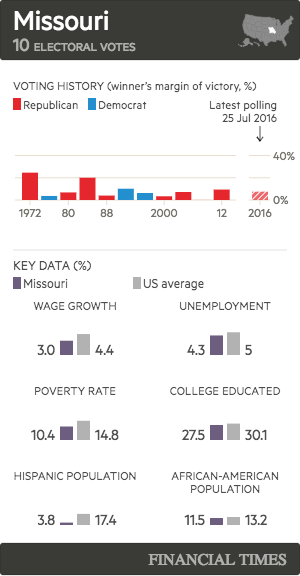 Missouri
10 ELECTORAL VOTES
VOTING HISTORY (winner's margin of victory, %)
Republican Democrat Latest polling
25 Jul 2016
40%
0%
1972 80 88 2000 12 2016
KEY DATA (%)
Missouri US average
WAGE GROWTH UNEMPLOYMENT
3.0 4.4 4.3 5
POVERTY RATE COLLEGE EDUCATED
10.4 14.8 27.5 30.1
HISPANIC POPULATION AFRICAN-AMERICAN
POPULATION
3.8 17.4 11.5 13.2
FINANCIAL TIMES